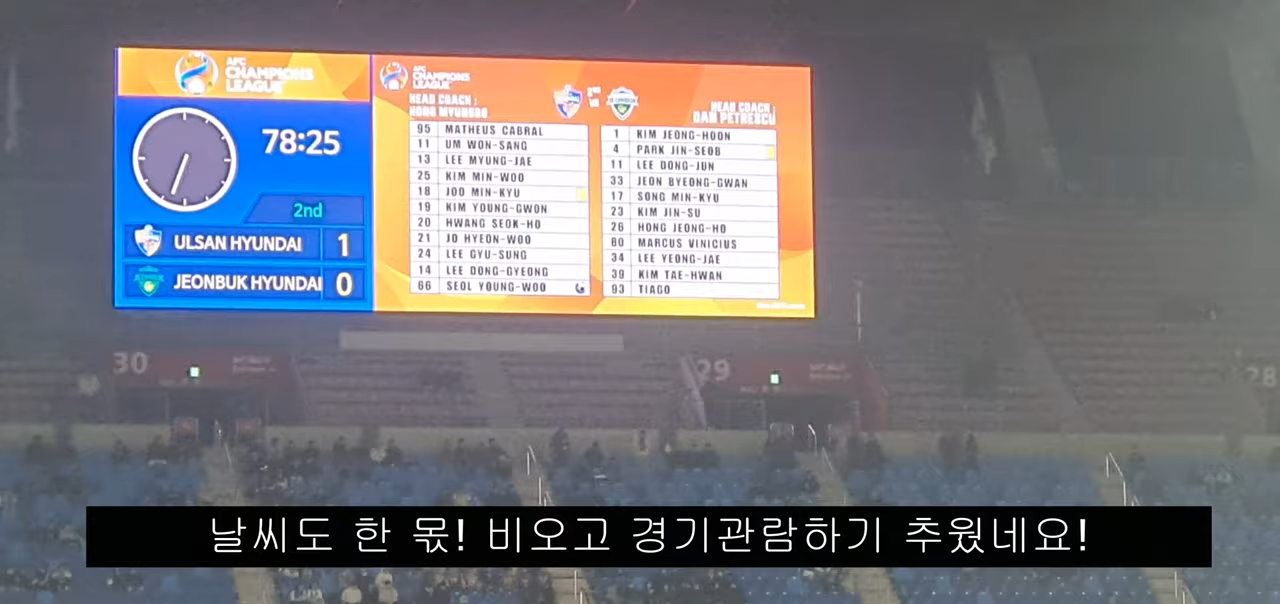 AFC
CHAMPIONS
LEAGUE
78:25
2nd
ULSAN HYUNDAI 1
JEONBUK HYUNDAI 0
AFC
CHAMPIONS
LEAGUE
HEAD COACH :
HONG MYUNGBO
2nd
VS
HEAD COACH :
DAN PETRESCU
95 MATHEUS CABRAL
11 UM WON-SANG
13 LEE MYUNG-JAE
25 KIM MIN-WOO
18 JOO MIN-KYU
19 KIM YOUNG-GWON
20 HWANG SEOK-HO
21 JO HYEON-WOO
24 LEE GYU-SUNG
14 LEE DONG-GYEONG
66 SEOL YOUNG-WOO
1 KIM JEONG-HOON
4 PARK JIN-SEOB
11 LEE DONG-JUN
33 JEON BYEONG-GWAN
17 SONG MIN-KYU
23 KIM JIN-SU
26 HONG JEONG-HO
80 MARCUS VINICIUS
34 LEE YEONG-JAE
39 KIM TAE-HWAN
93 TIAGO
30
29
28
날씨도 한 몫! 비오고 경기관람하기 추웠네요!